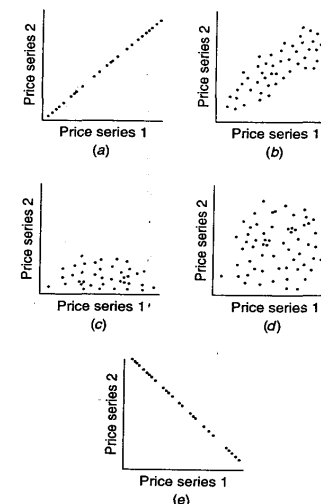 Price series 2
Price series 1
(a)
Price series 2
Price series 1
(b)
Price series 2
Price series 1'
(c)
Price series 2
Price series 1
(d)
Price series 2
Price series 1
(e)